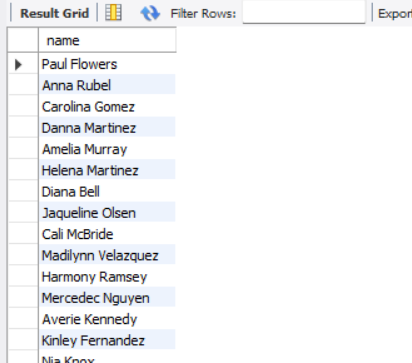 Result Grid Filter Rows: Export
name
Paul Flowers
Anna Rubel
Carolina Gomez
Danna Martinez
Amelia Murray
Helena Martinez
Diana Bell
Jaqueline Olsen
Cali McBride
Madilynn Velazquez
Harmony Ramsey
Mercedec Nguyen
Averie Kennedy
Kinley Fernandez
Nia Knox